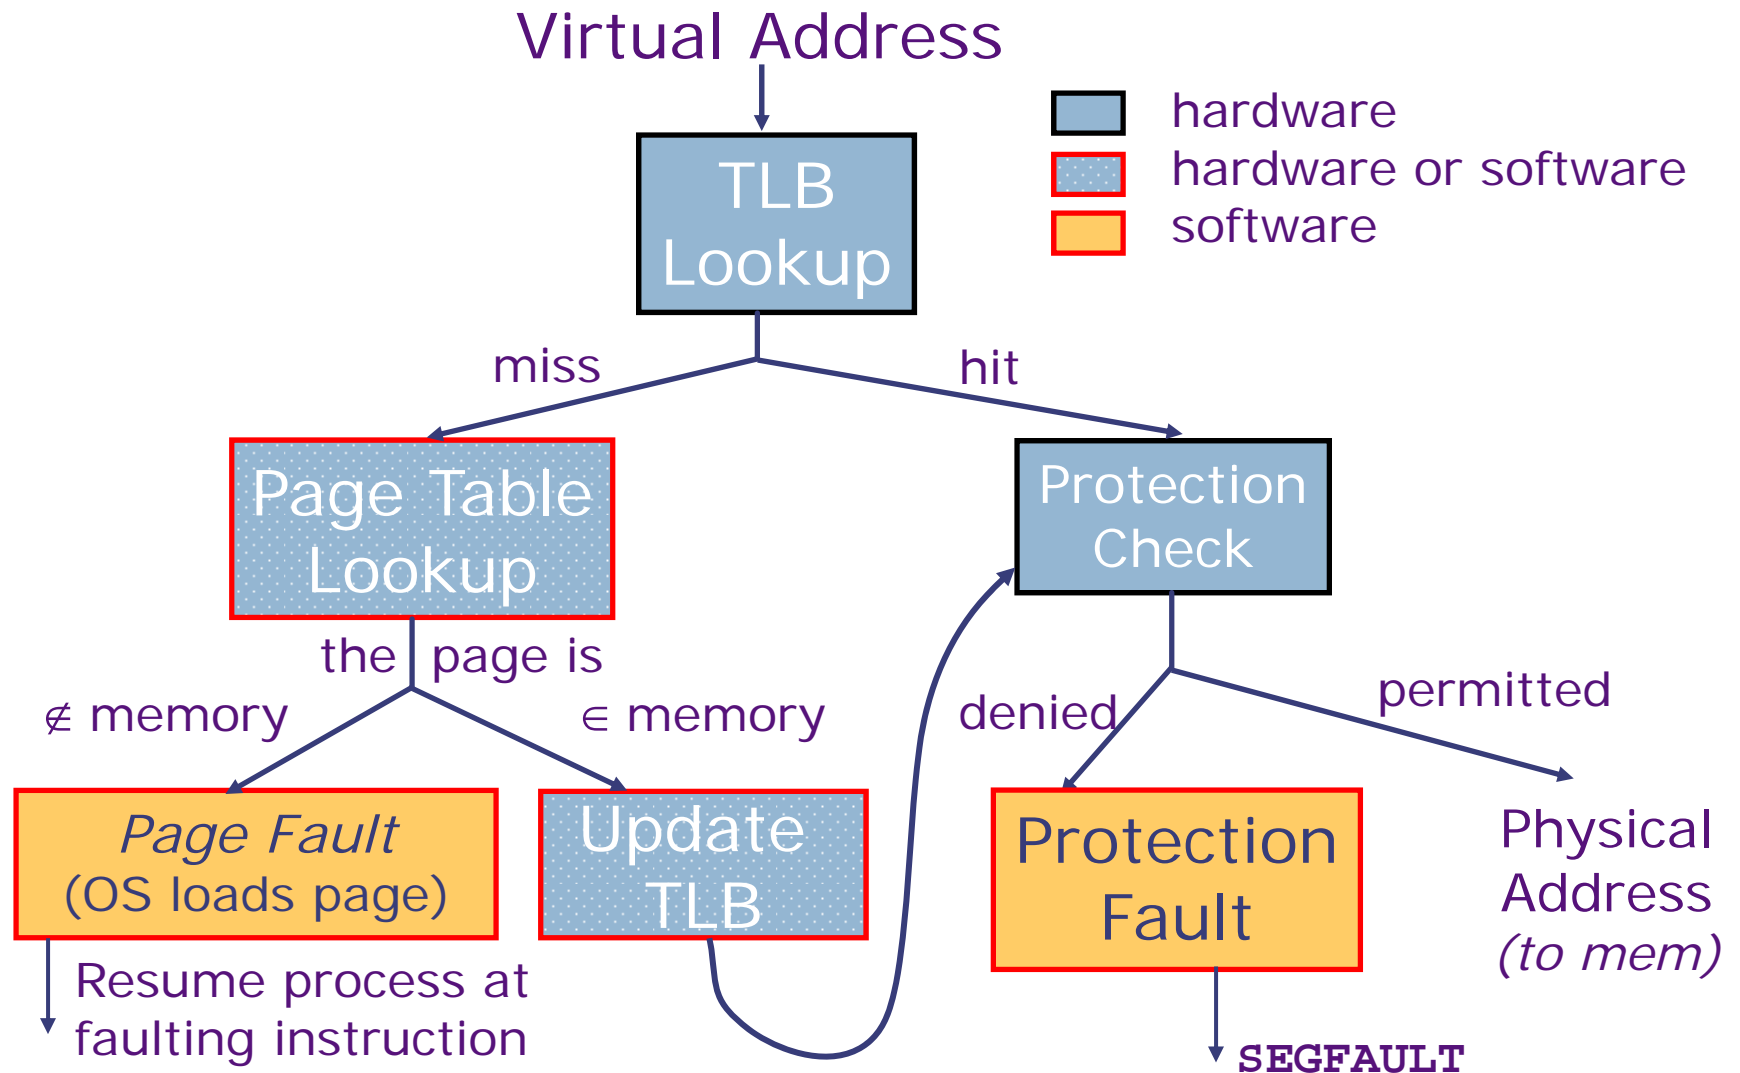 Virtual Address
hardware
hardware or software
software
TLB
Lookup
miss
hit
Page Table
Lookup
Protection
Check
the page is
∉ memory
∈ memory
denied
permitted
Page Fault
(OS loads page)
Update
TLB
Protection
Fault
Physical
Address
(to mem)
Resume process at
faulting instruction
SEGFAULT